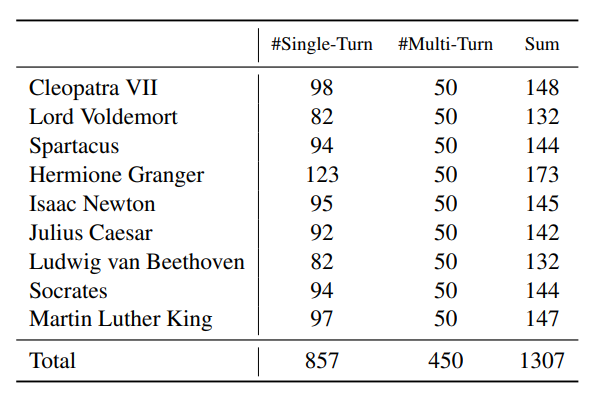 #Single-Turn #Multi-Turn Sum
Cleopatra VII 98 50 148
Lord Voldemort 82 50 132
Spartacus 94 50 144
Hermione Granger 123 50 173
Isaac Newton 95 50 145
Julius Caesar 92 50 142
Ludwig van Beethoven 82 50 132
Socrates 94 50 144
Martin Luther King 97 50 147
Total 857 450 1307